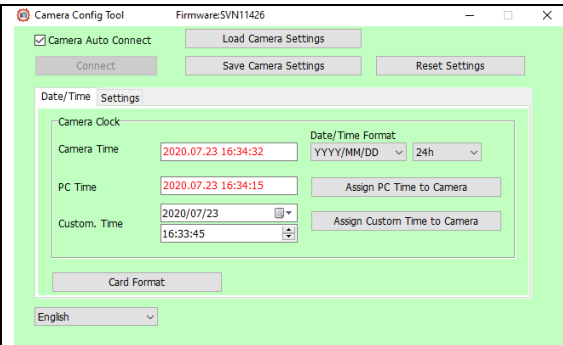 Camera Config Tool Firmware:SVN11426
Camera Auto Connect Load Camera Settings
Connect Save Camera Settings Reset Settings
Date/Time Settings
Camera Clock
Date/Time Format
Camera Time 2020.07.23 16:34:32 YYYY/MM/DD 24h
PC Time 2020.07.23 16:34:15 Assign PC Time to Camera
Custom. Time 2020/07/23
16:33:45 Assign Custom Time to Camera
Card Format
English